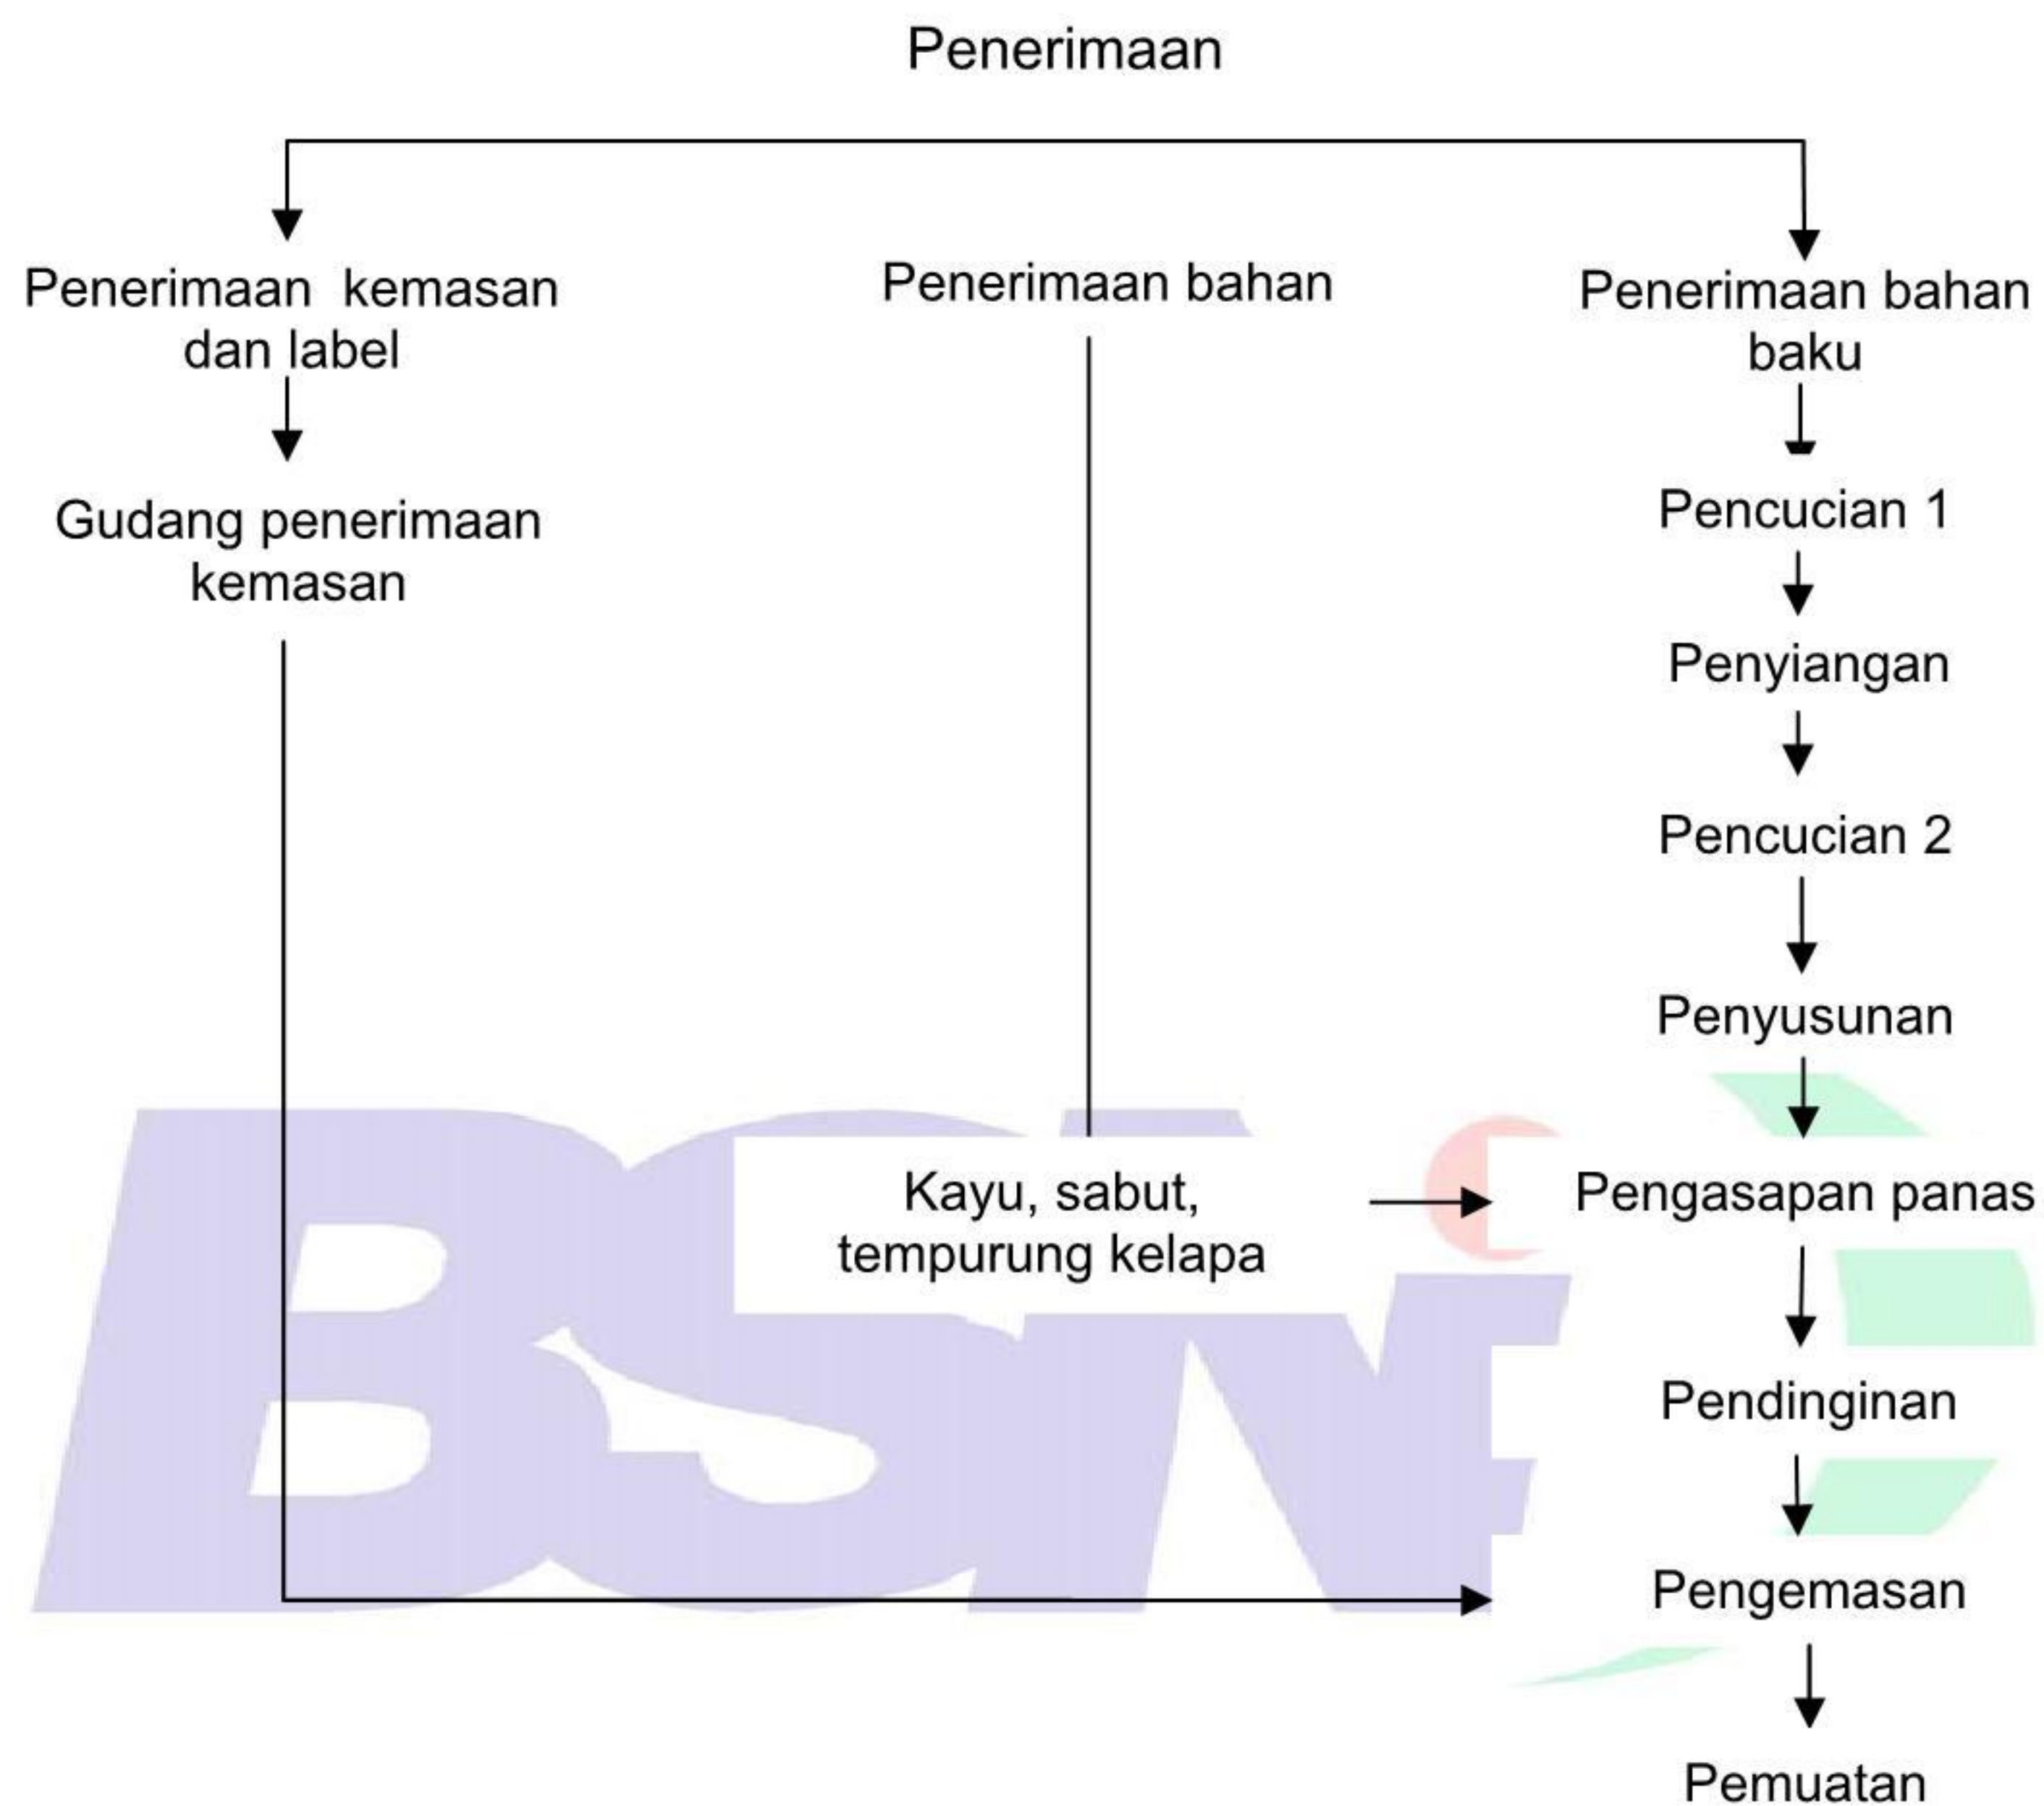 Penerimaan
Penerimaan kemasan
dan label
Penerimaan bahan
Penerimaan bahan
baku
Gudang penerimaan
kemasan
Pencucian 1
Penyiangan
Pencucian 2
Penyusunan
Kayu, sabut,
tempurung kelapa
Pengasapan panas
Pendinginan
Pengemasan
Pemuatan
BSN